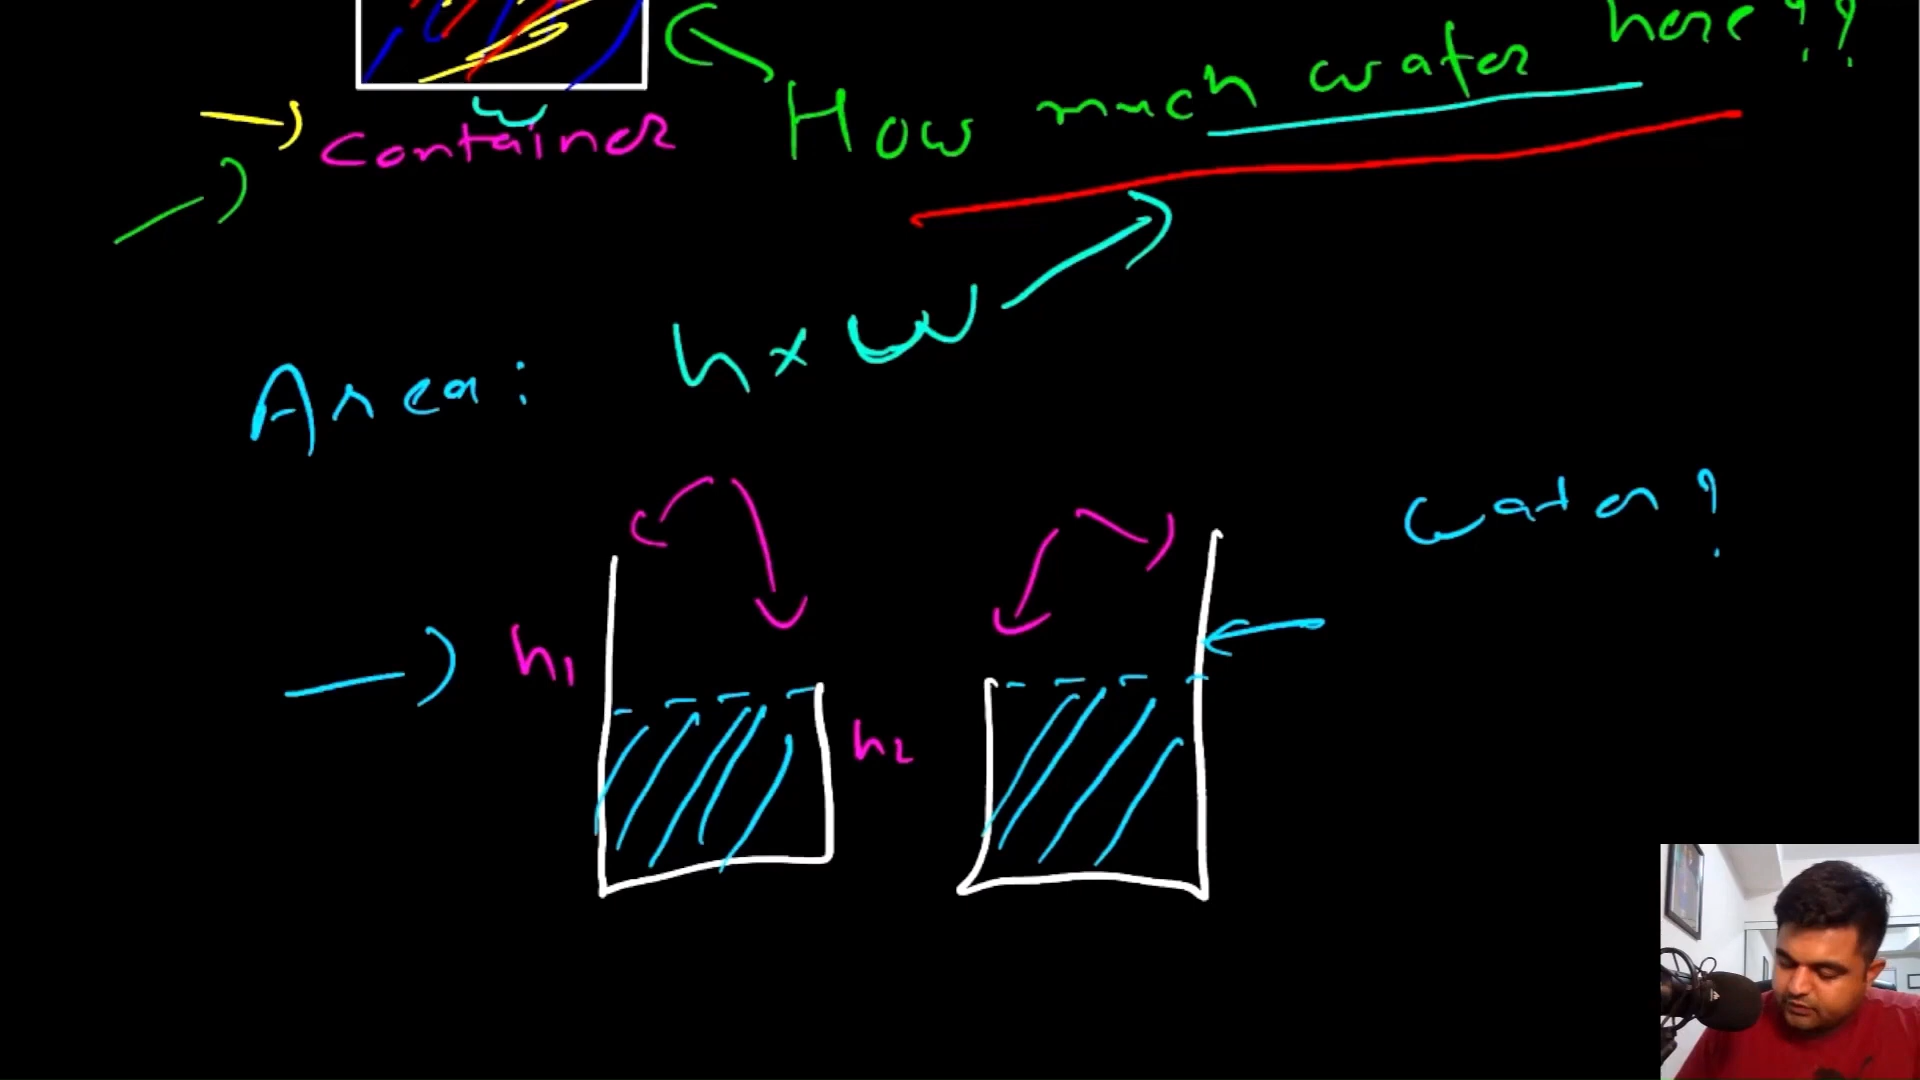 How much water here??
w
Container
Area: h x w
water?
h1
h2